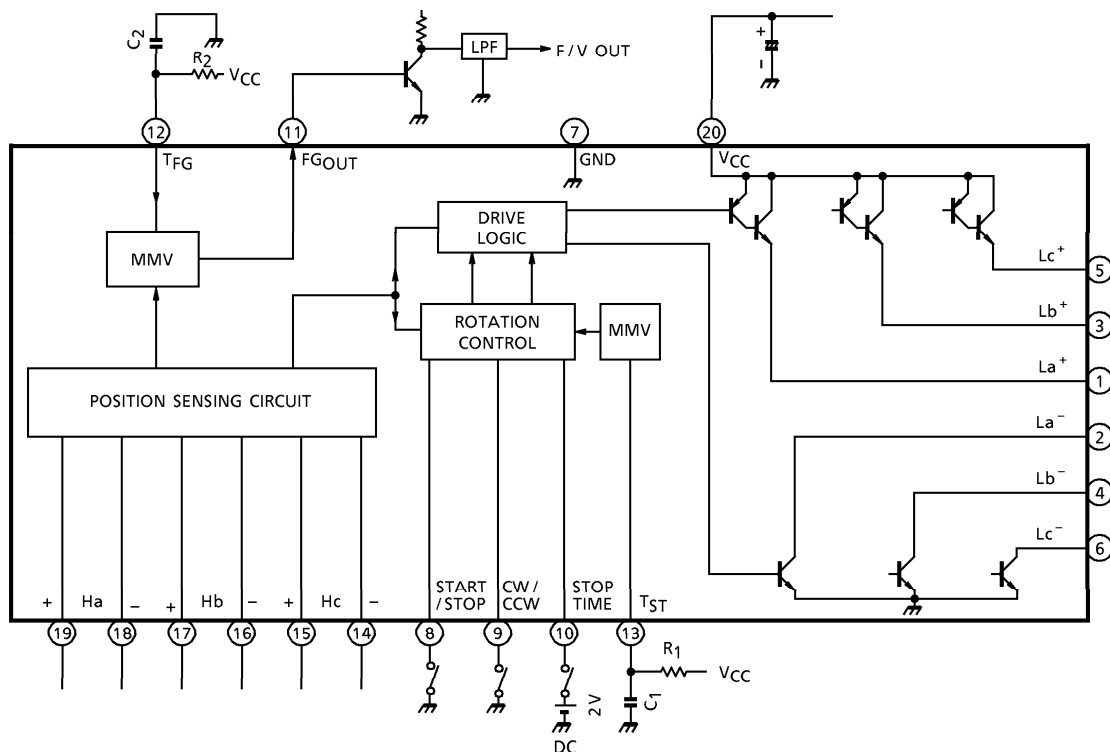 C2
R2
VCC
LPF
F/V OUT
+
-
12
11
7
20
TFG
FGOUT
GND
VCC
DRIVE
LOGIC
MMV
Lc+
5
ROTATION
CONTROL
MMV
Lb+
3
La+
1
POSITION SENSING CIRCUIT
La−
2
Lb−
4
Lc−
6
+ Ha − + Hb − + Hc −
START
/STOP
CW/
CCW
STOP
TIME
TST
19
18
17
16
15
14
8
9
10
13
R1
VCC
C1
2V
DC